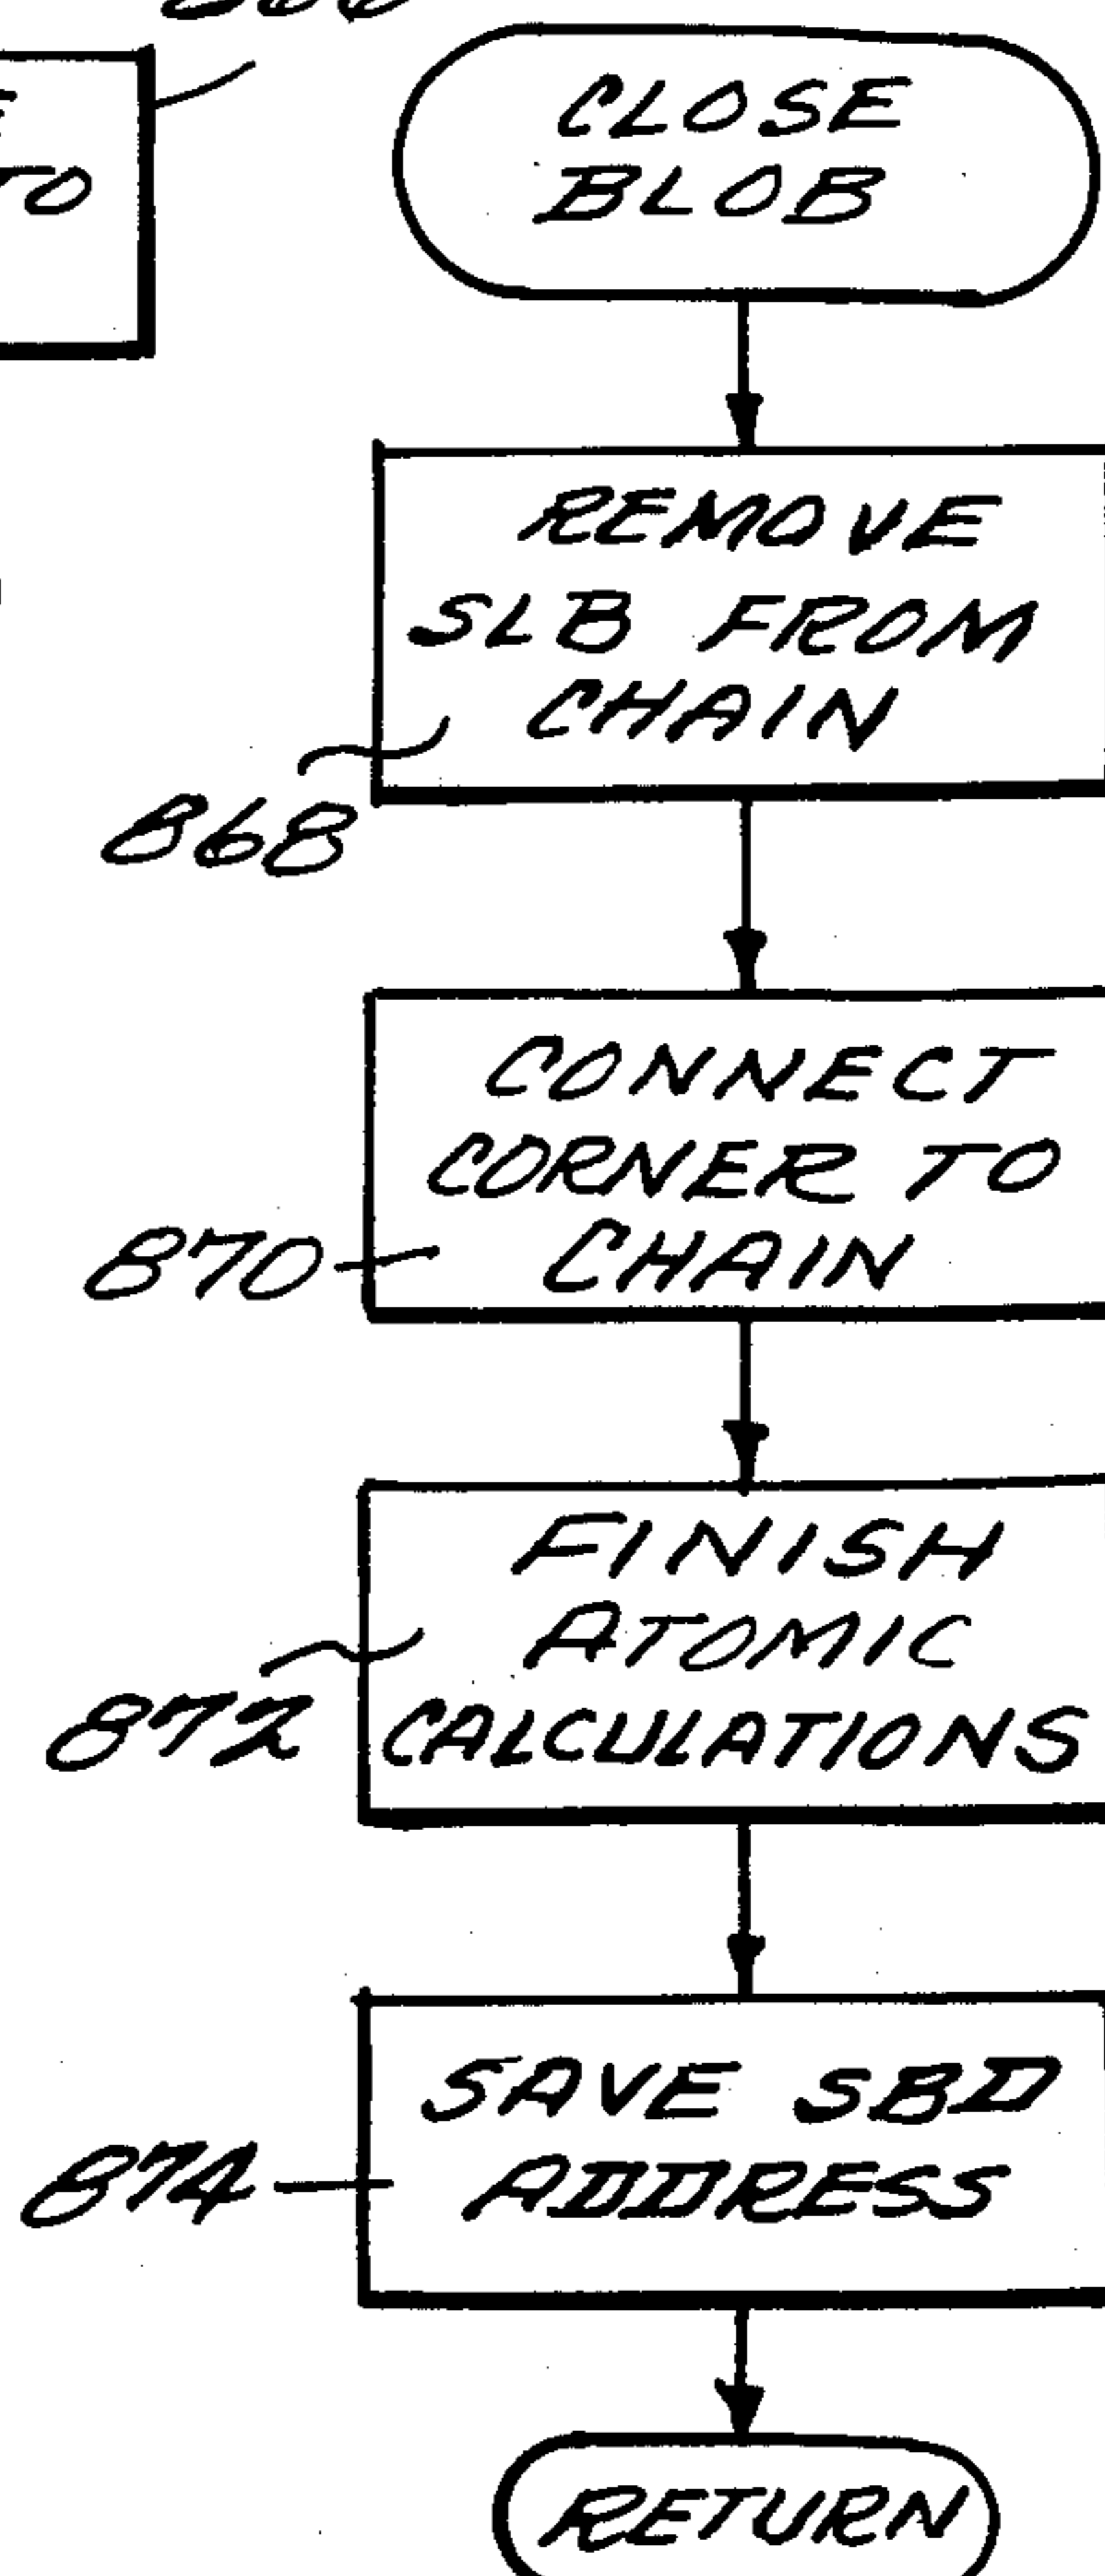 TO
CLOSE
BLOB
REMOVE
SLB FROM
CHAIN
868
CONNECT
CORNER TO
CHAIN
870
FINISH
ATOMIC
CALCULATIONS
872
SAVE SBD
ADDRESS
874
RETURN